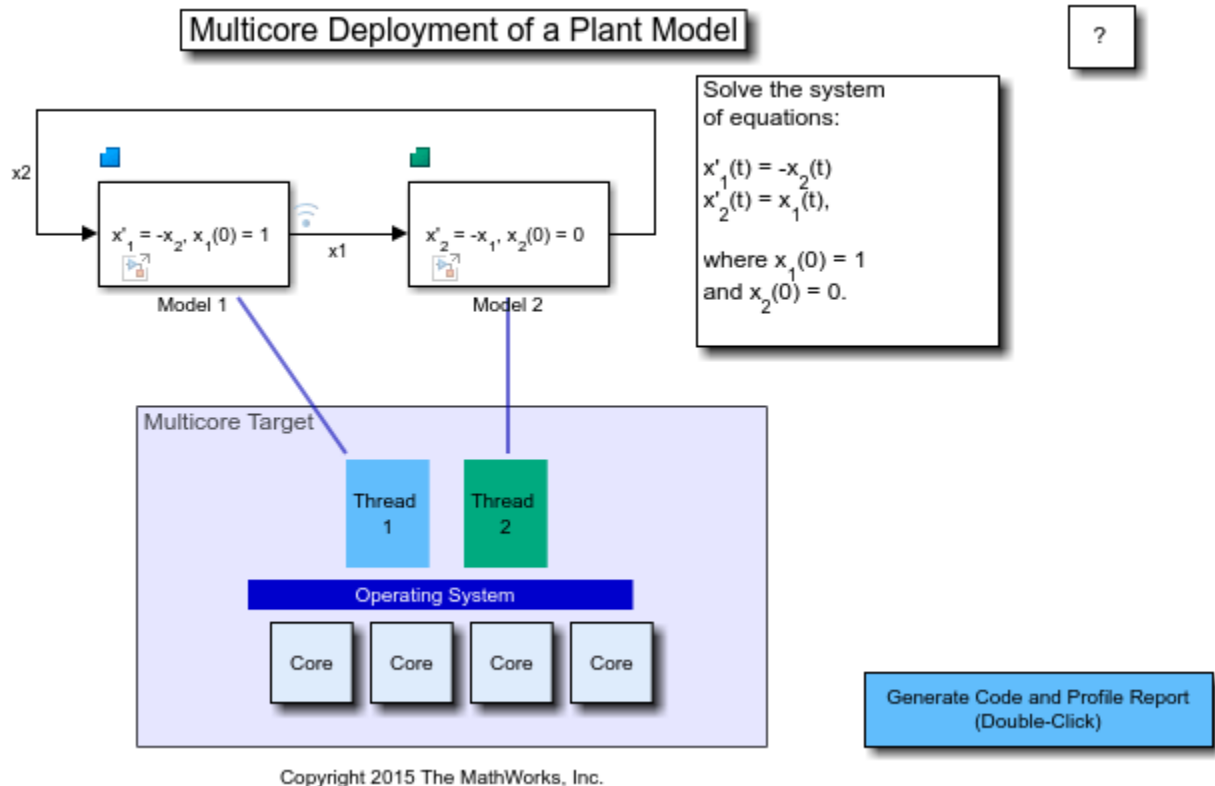 Multicore Deployment of a Plant Model
?
Solve the system
of equations:
x'1(t) = -x2(t)
x'2(t) = x1(t),
where x1(0) = 1
and x2(0) = 0.
x2
x'1 = -x2, x1(0) = 1
x1
x'2 = -x1, x2(0) = 0
Model 1
Model 2
Multicore Target
Thread
1
Thread
2
Operating System
Core
Core
Core
Core
Generate Code and Profile Report
(Double-Click)
Copyright 2015 The MathWorks, Inc.